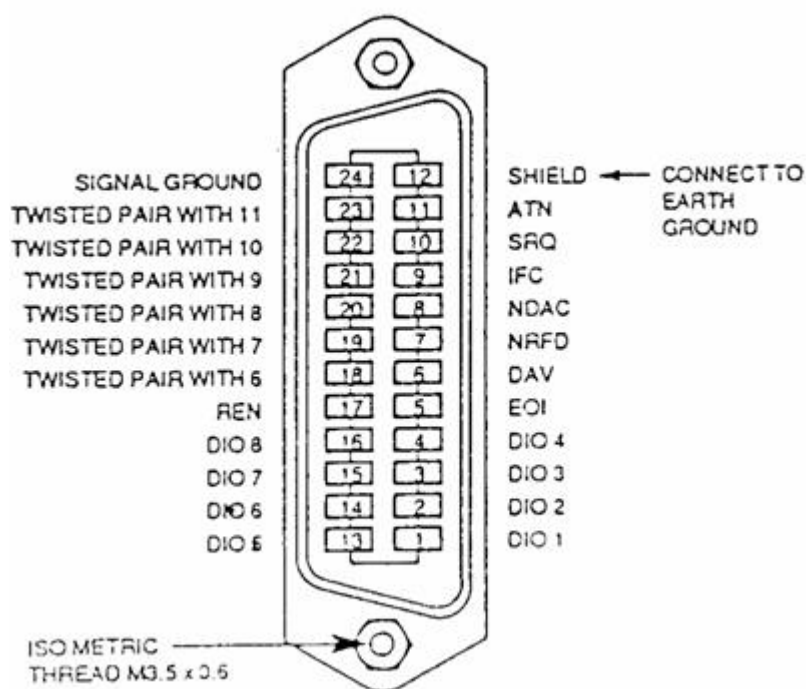 SIGNAL GROUND 24 12 SHIELD CONNECT TO
EARTH
GROUND
TWISTED PAIR WITH 11 23 11 ATN
TWISTED PAIR WITH 10 22 10 SRQ
TWISTED PAIR WITH 9 21 9 IFC
TWISTED PAIR WITH 8 20 8 NDAC
TWISTED PAIR WITH 7 19 7 NRFD
TWISTED PAIR WITH 6 18 6 DAV
REN 17 5 EOI
DIO 8 16 4 DIO 4
DIO 7 15 3 DIO 3
DIO 6 14 2 DIO 2
DIO 5 13 1 DIO 1
ISO METRIC
THREAD M3.5 x 0.6